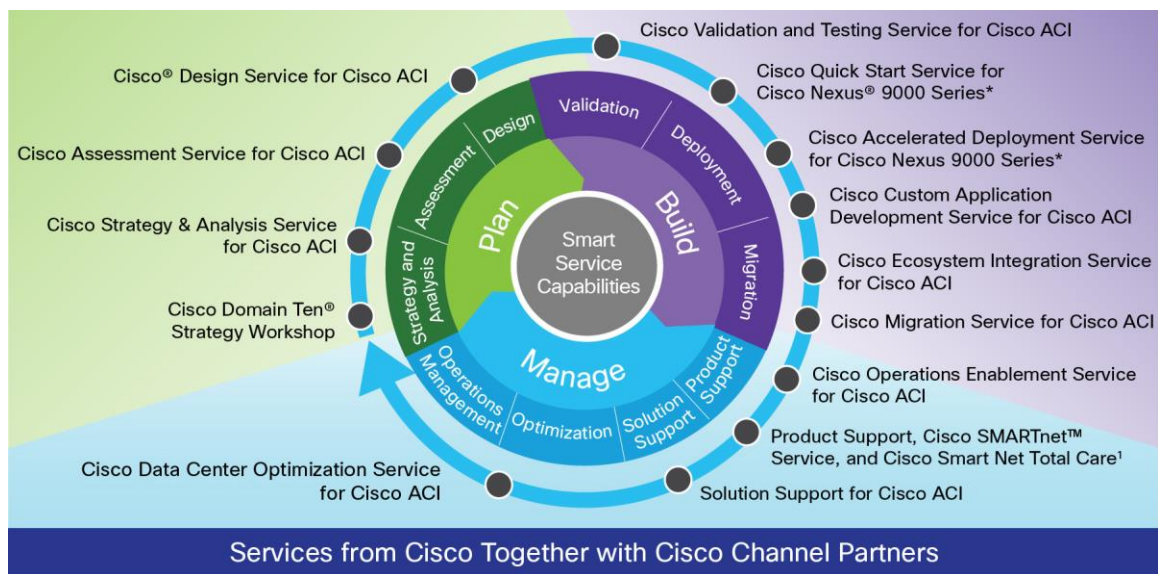 Cisco Validation and Testing Service for Cisco ACI
Cisco® Design Service for Cisco ACI
Cisco Quick Start Service for
Cisco Nexus® 9000 Series*
Cisco Assessment Service for Cisco ACI
Cisco Accelerated Deployment Service
for Cisco Nexus 9000 Series*
Cisco Custom Application
Development Service for Cisco ACI
Cisco Strategy & Analysis Service
for Cisco ACI
Cisco Ecosystem Integration Service
for Cisco ACI
Cisco Domain Ten®
Strategy Workshop
Cisco Migration Service for Cisco ACI
Cisco Operations Enablement Service
for Cisco ACI
Product Support, Cisco SMARTnet™
Service, and Cisco Smart Net Total Care¹
Cisco Data Center Optimization Service
for Cisco ACI
Solution Support for Cisco ACI
Strategy and
Analysis
Assessment
Design
Validation
Deployment
Migration
Product
Support
Solution
Support
Optimization
Operations
Management
Plan
Build
Manage
Smart
Service
Capabilities
Services from Cisco Together with Cisco Channel Partners